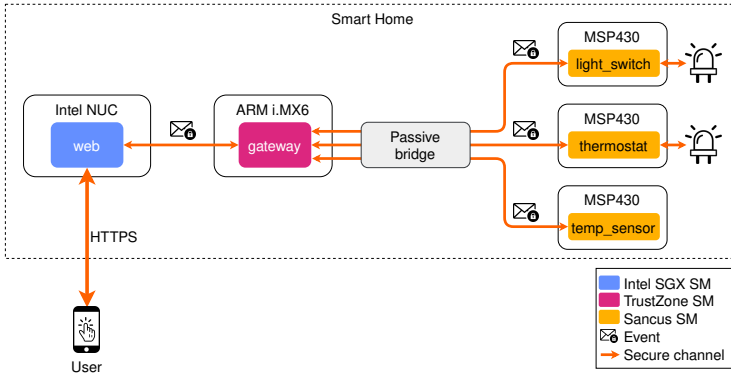 Smart Home
MSP430
light_switch
Intel NUC
web
ARM i.MX6
gateway
Passive
bridge
MSP430
thermostat
MSP430
temp_sensor
HTTPS
User
Intel SGX SM
TrustZone SM
Sancus SM
Event
Secure channel